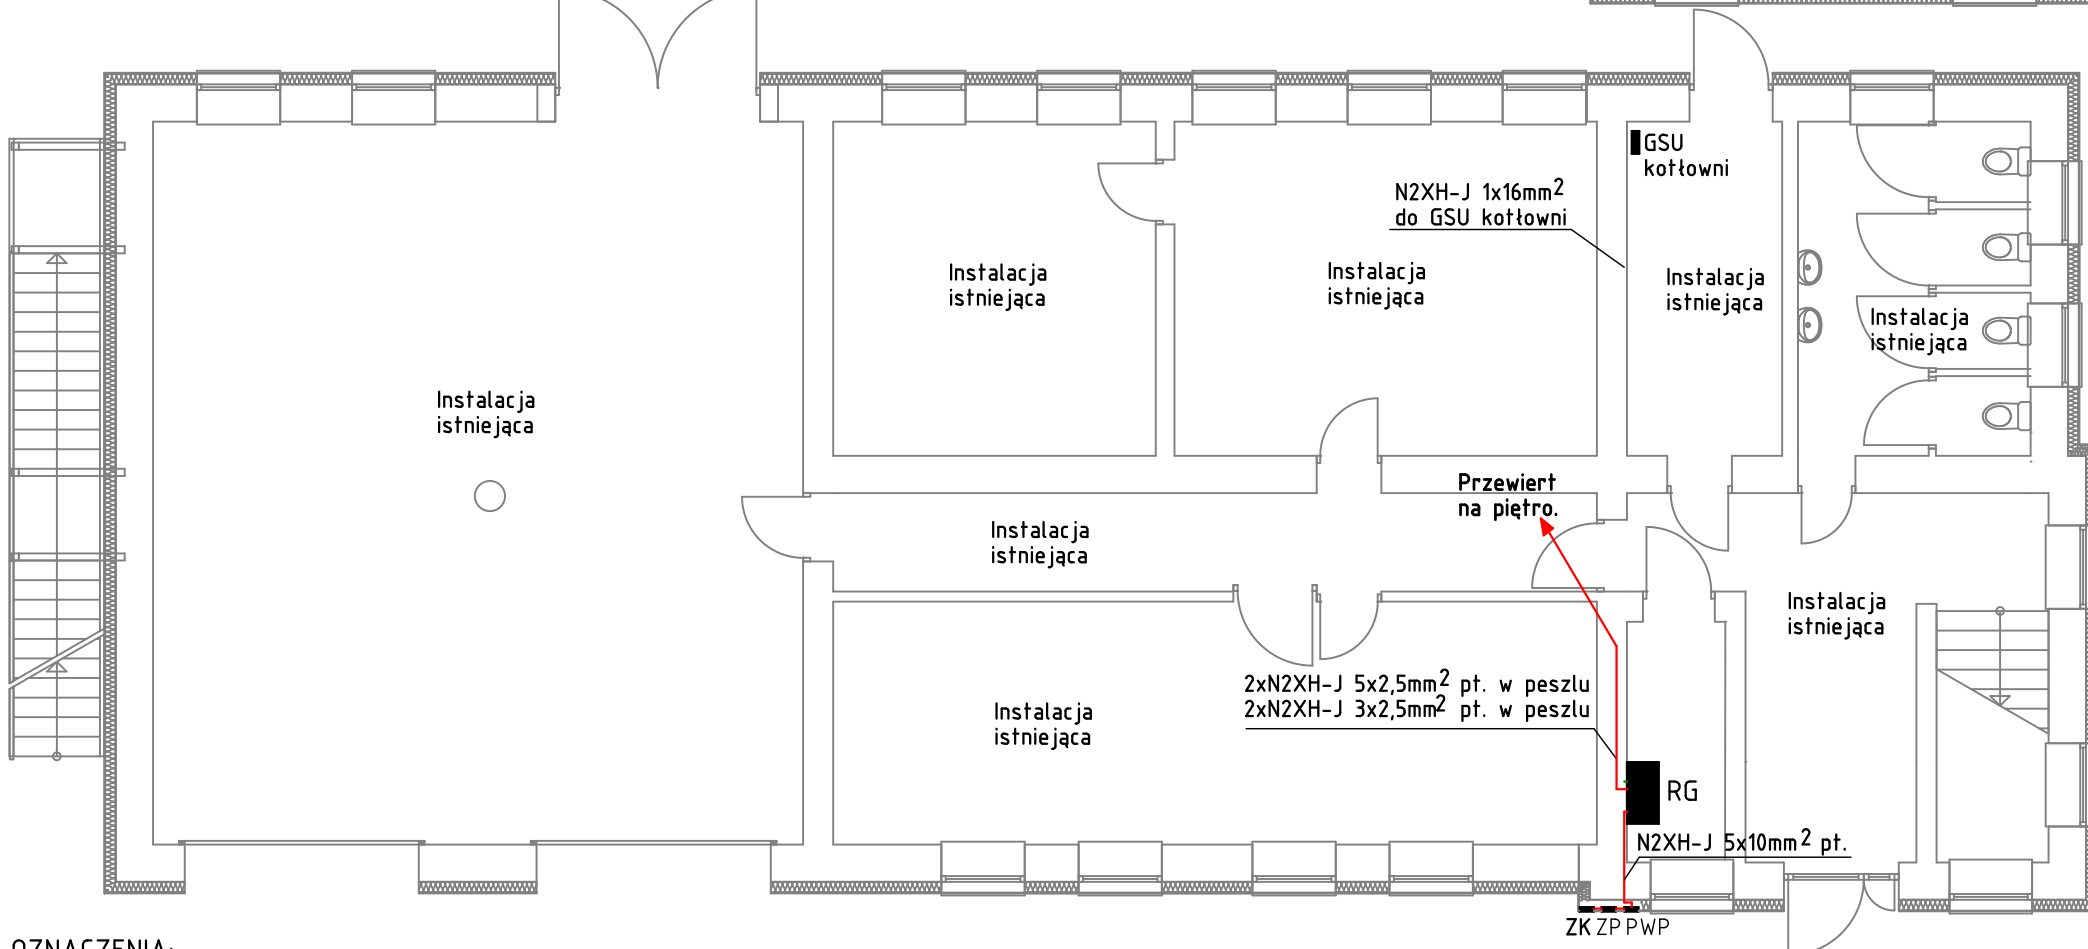 GSU
kotłowni
N2XH-J 1x16mm²
do GSU kotłowni
Instalacja
istniejąca
Instalacja
istniejąca
Instalacja
istniejąca
Instalacja
istniejąca
Instalacja
istniejąca
Przewiert
na piętro.
Instalacja
istniejąca
Instalacja
istniejąca
2xN2XH-J 5x2,5mm² pt. w peszlu
2xN2XH-J 3x2,5mm² pt. w peszlu
Instalacja
istniejąca
RG
N2XH-J 5x10mm² pt.
ZK ZP PWP
OZNACZENIA: